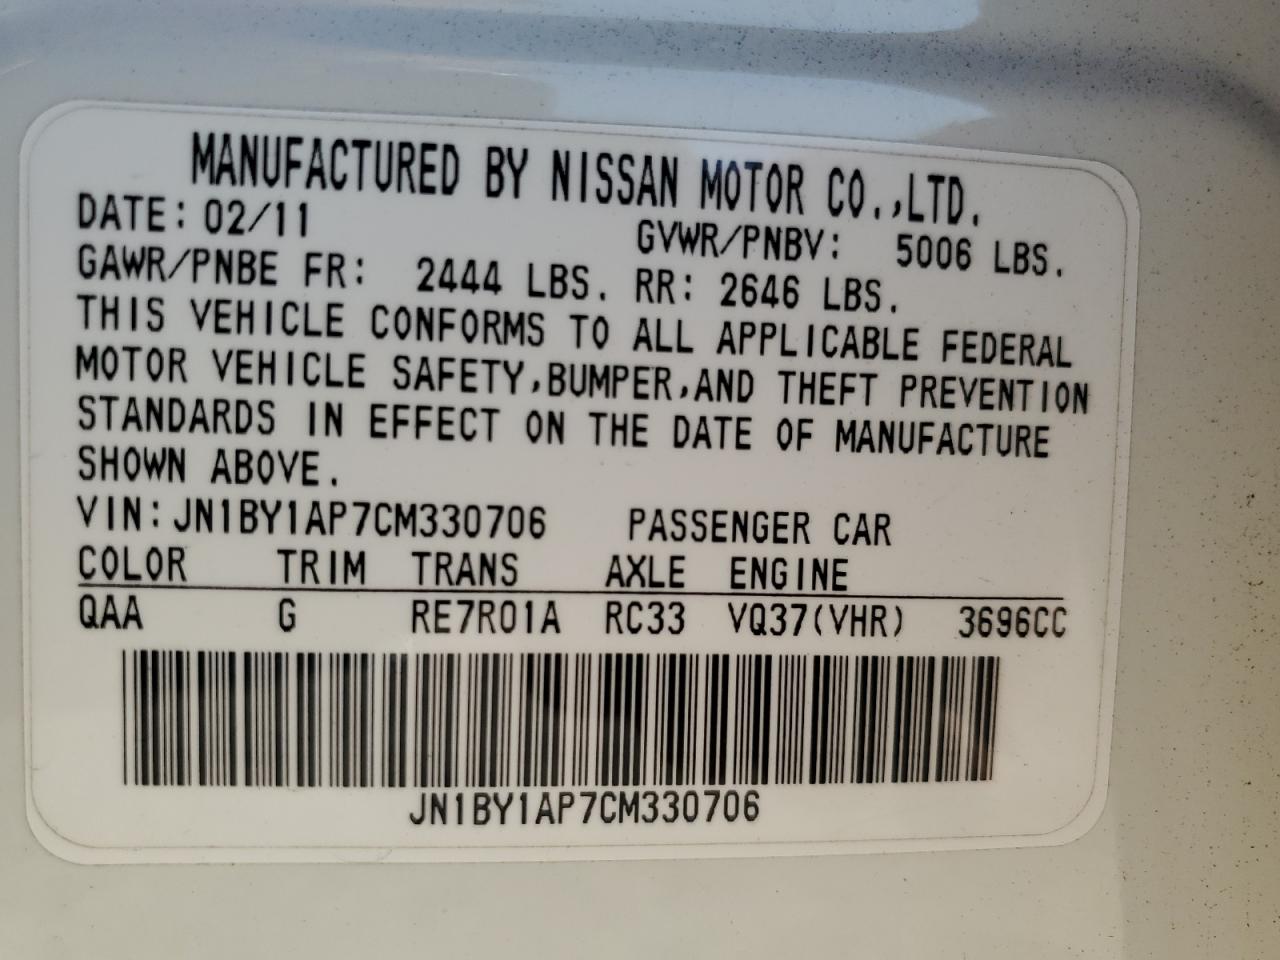 MANUFACTURED BY NISSAN MOTOR CO.,LTD.
DATE: 02/11 GVWR/PNBV: 5006 LBS.
GAWR/PNBE FR: 2444 LBS. RR: 2646 LBS.
THIS VEHICLE CONFORMS TO ALL APPLICABLE FEDERAL
MOTOR VEHICLE SAFETY,BUMPER,AND THEFT PREVENTION
STANDARDS IN EFFECT ON THE DATE OF MANUFACTURE
SHOWN ABOVE.
VIN:JN1BY1AP7CM330706 PASSENGER CAR
COLOR TRIM TRANS AXLE ENGINE
QAA G RE7R01A RC33 VQ37(VHR) 3696CC
JN1BY1AP7CM330706